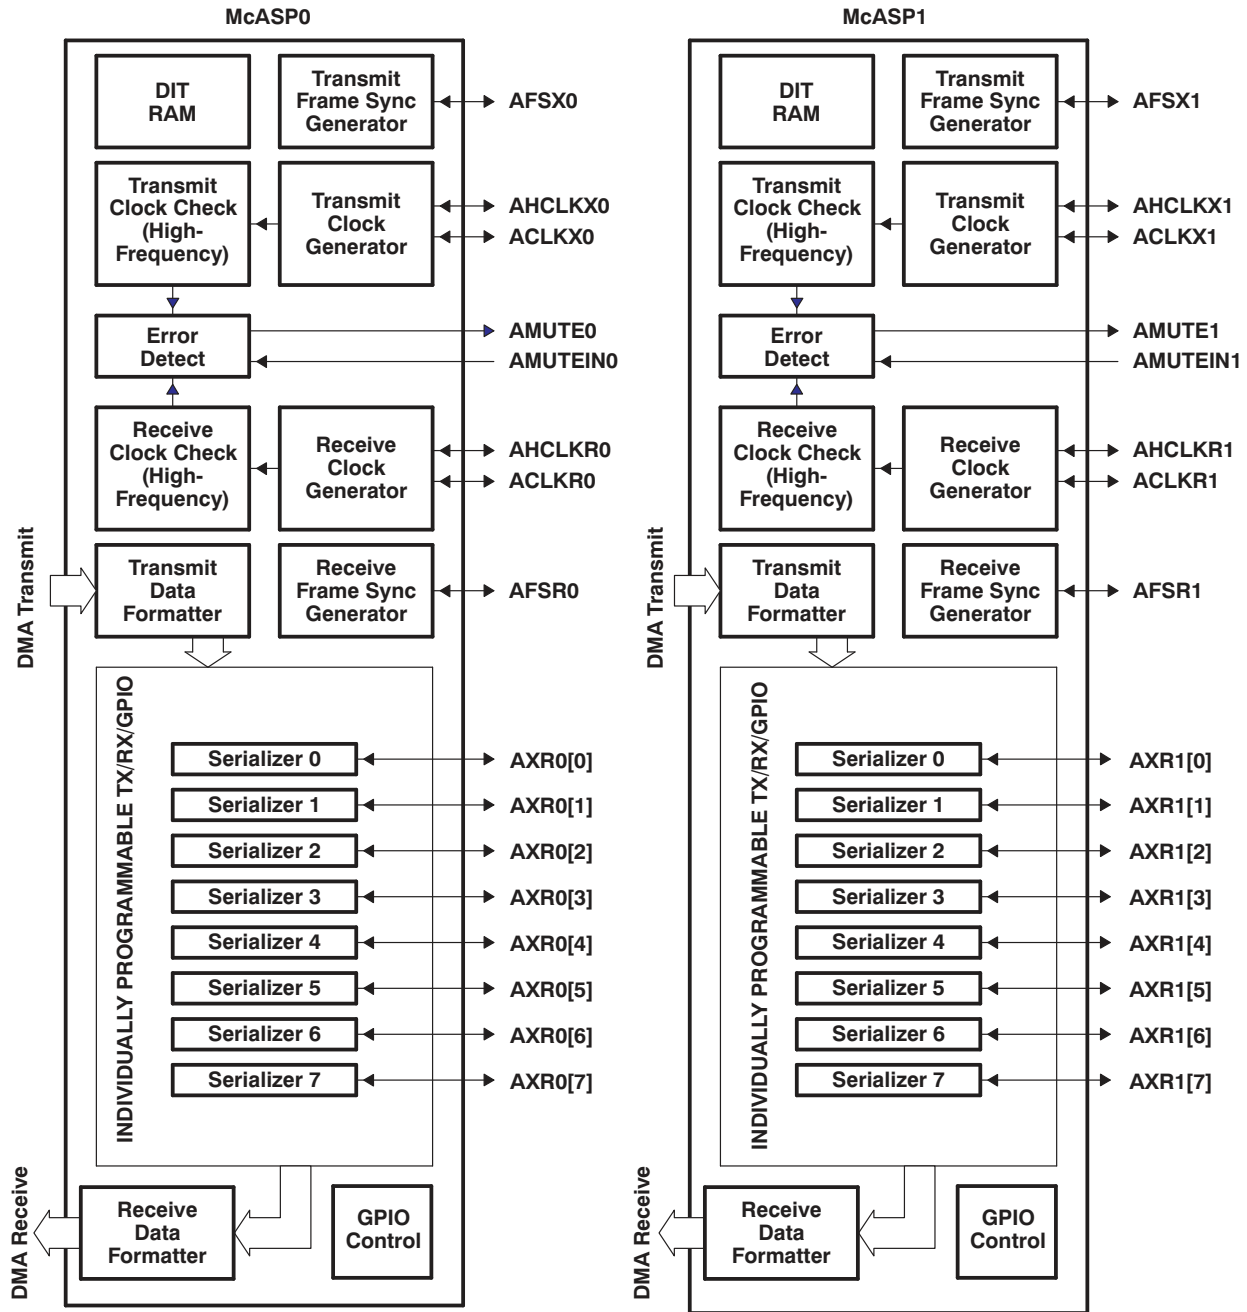 McASP0
DIT
RAM
Transmit
Frame Sync
Generator
AFSX0
Transmit
Clock Check
(High-
Frequency)
Transmit
Clock
Generator
AHCLKX0
ACLKX0
Error
Detect
AMUTE0
AMUTEIN0
Receive
Clock Check
(High-
Frequency)
Receive
Clock
Generator
AHCLKR0
ACLKR0
DMA Transmit
Transmit
Data
Formatter
Receive
Frame Sync
Generator
AFSR0
INDIVIDUALLY PROGRAMMABLE TX/RX/GPIO
Serializer 0
AXR0[0]
Serializer 1
AXR0[1]
Serializer 2
AXR0[2]
Serializer 3
AXR0[3]
Serializer 4
AXR0[4]
Serializer 5
AXR0[5]
Serializer 6
AXR0[6]
Serializer 7
AXR0[7]
DMA Receive
Receive
Data
Formatter
GPIO
Control
McASP1
DIT
RAM
Transmit
Frame Sync
Generator
AFSX1
Transmit
Clock Check
(High-
Frequency)
Transmit
Clock
Generator
AHCLKX1
ACLKX1
Error
Detect
AMUTE1
AMUTEIN1
Receive
Clock Check
(High-
Frequency)
Receive
Clock
Generator
AHCLKR1
ACLKR1
DMA Transmit
Transmit
Data
Formatter
Receive
Frame Sync
Generator
AFSR1
INDIVIDUALLY PROGRAMMABLE TX/RX/GPIO
Serializer 0
AXR1[0]
Serializer 1
AXR1[1]
Serializer 2
AXR1[2]
Serializer 3
AXR1[3]
Serializer 4
AXR1[4]
Serializer 5
AXR1[5]
Serializer 6
AXR1[6]
Serializer 7
AXR1[7]
DMA Receive
Receive
Data
Formatter
GPIO
Control